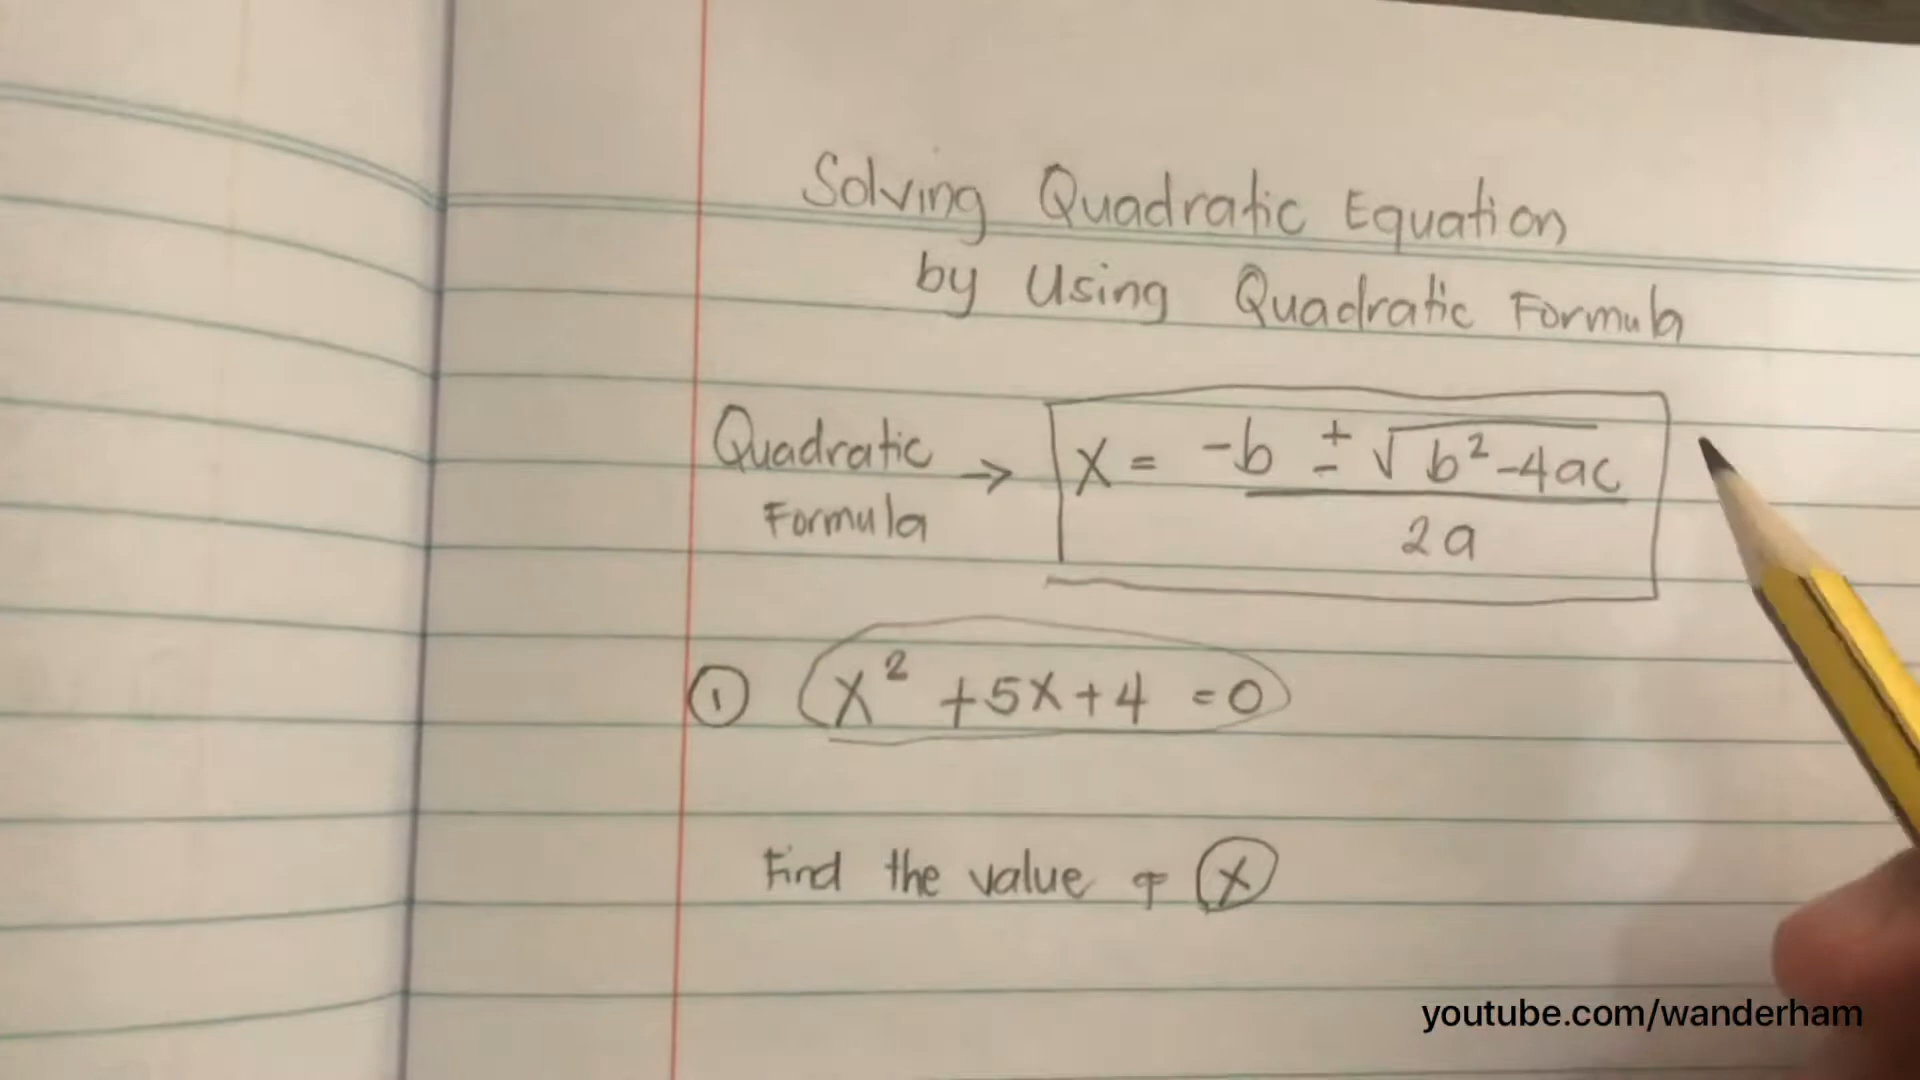 Solving Quadratic Equation
by Using Quadratic Formula
Quadratic Formula → x = -b ± √b²-4ac / 2a
① x² +5x+4 =0
Find the value of x
youtube.com/wanderham